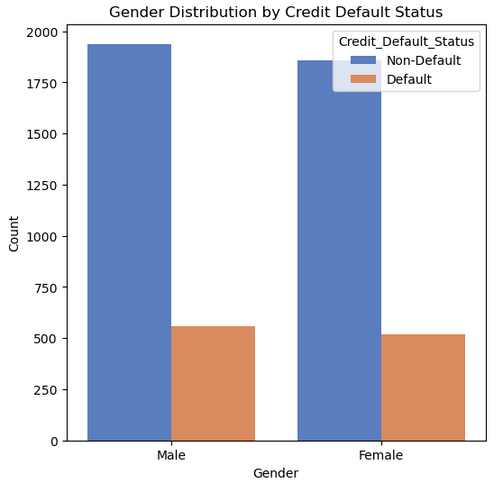 Gender Distribution by Credit Default Status
Credit_Default_Status
Non-Default
Default
2000
1750
1500
1250
1000
750
500
250
0
Count
Male
Female
Gender